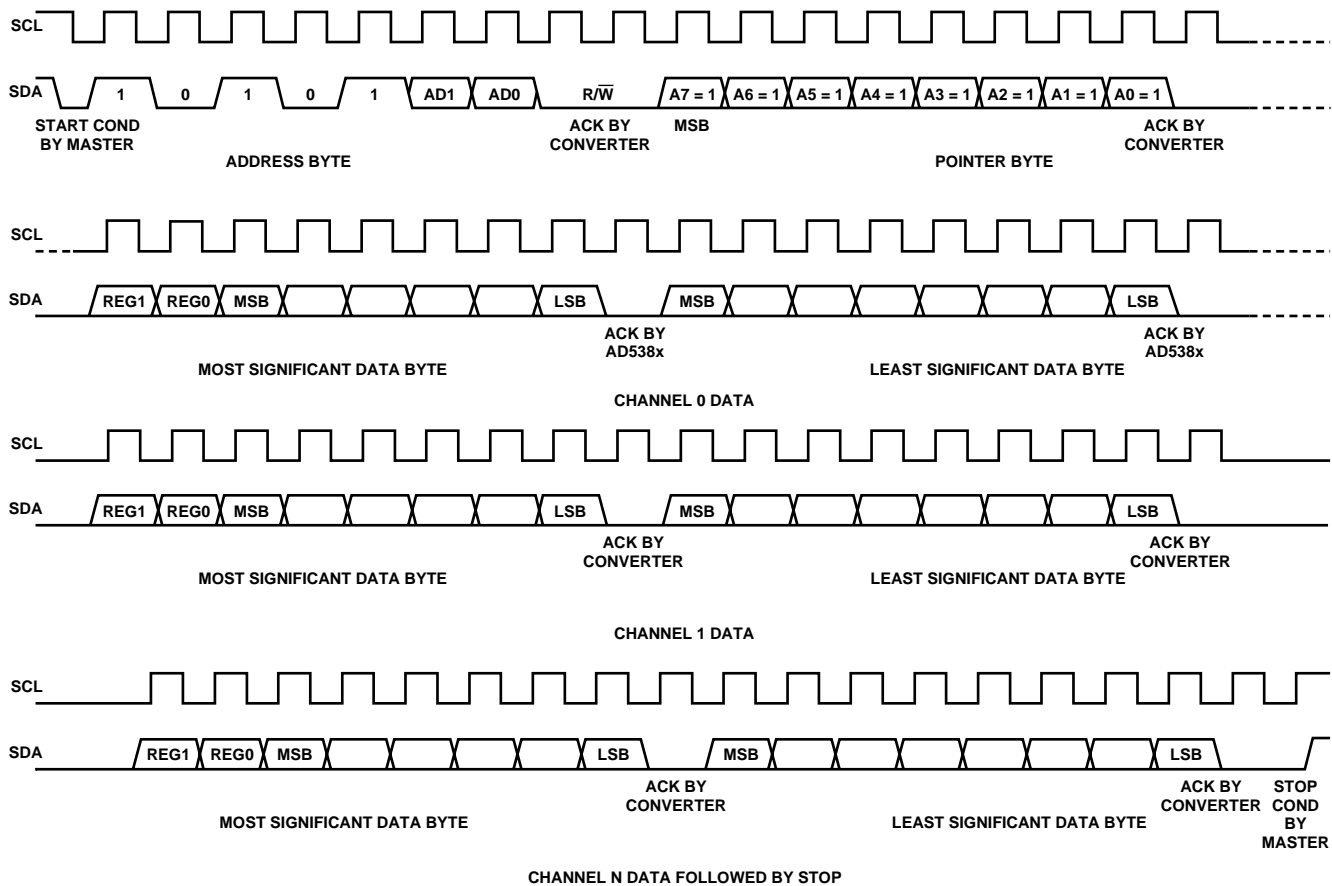 SCL
SDA 1 0 1 0 1 AD1 AD0 R/W̅ A7 = 1 A6 = 1 A5 = 1 A4 = 1 A3 = 1 A2 = 1 A1 = 1 A0 = 1
START COND BY MASTER
ACK BY CONVERTER
MSB
ACK BY CONVERTER
ADDRESS BYTE
POINTER BYTE
SCL
SDA REG1 REG0 MSB LSB MSB LSB
ACK BY AD538x
ACK BY AD538x
MOST SIGNIFICANT DATA BYTE
LEAST SIGNIFICANT DATA BYTE
CHANNEL 0 DATA
SCL
SDA REG1 REG0 MSB LSB MSB LSB
ACK BY CONVERTER
ACK BY CONVERTER
MOST SIGNIFICANT DATA BYTE
LEAST SIGNIFICANT DATA BYTE
CHANNEL 1 DATA
SCL
SDA REG1 REG0 MSB LSB MSB LSB
ACK BY CONVERTER
ACK BY CONVERTER
STOP COND BY MASTER
MOST SIGNIFICANT DATA BYTE
LEAST SIGNIFICANT DATA BYTE
CHANNEL N DATA FOLLOWED BY STOP